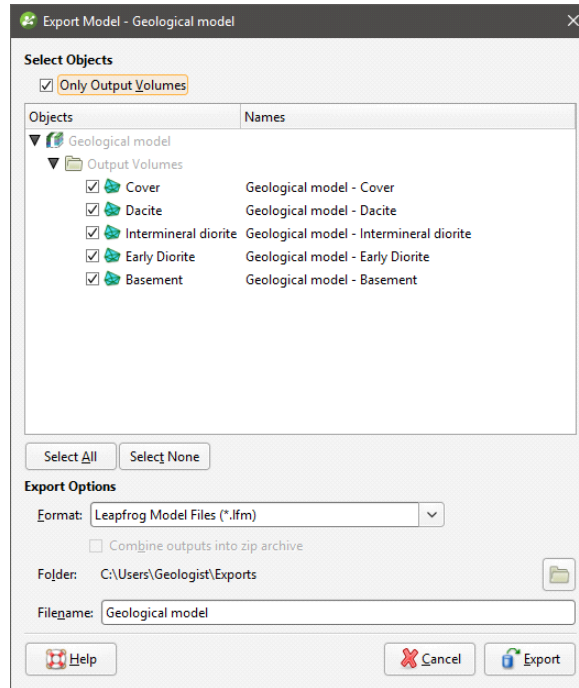 Export Model - Geological model
Select Objects
Only Output Volumes
Objects Names
Geological model
Output Volumes
Cover Geological model - Cover
Dacite Geological model - Dacite
Intermineral diorite Geological model - Intermineral diorite
Early Diorite Geological model - Early Diorite
Basement Geological model - Basement
Select All Select None
Export Options
Format: Leapfrog Model Files (*.lfm)
Combine outputs into zip archive
Folder: C:\Users\Geologist\Exports
Filename: Geological model
Help Cancel Export